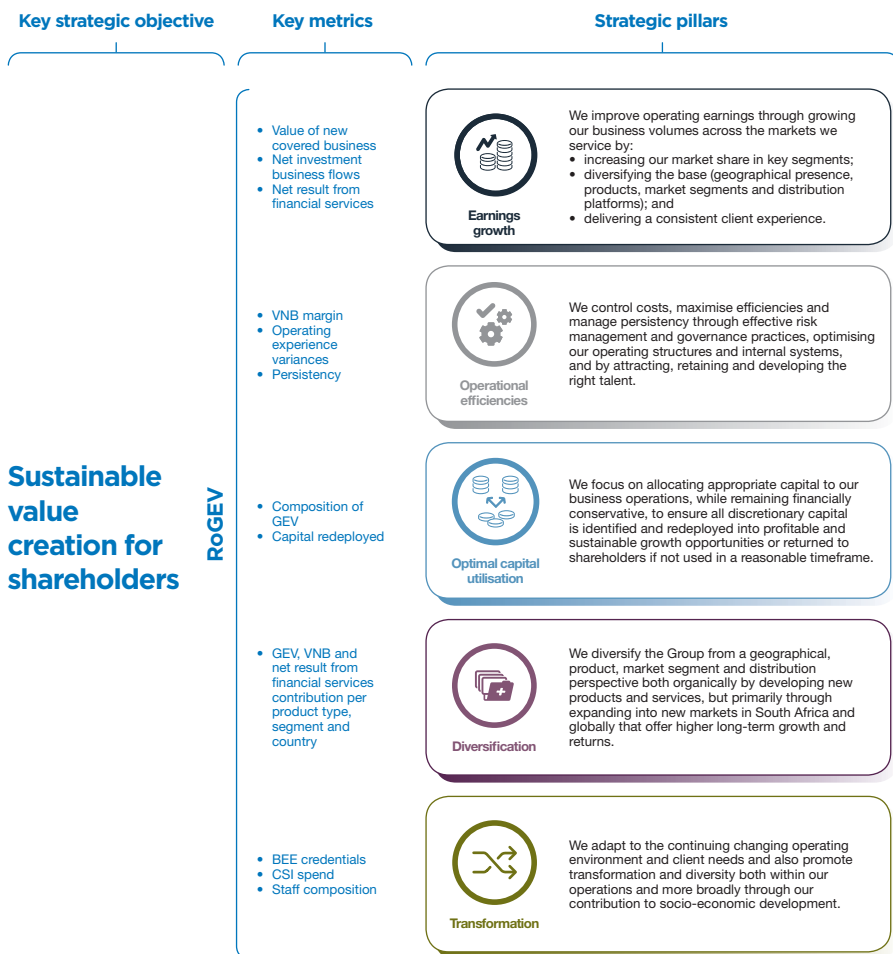 Key strategic objective
Key metrics
Strategic pillars
Sustainable
value
creation for
shareholders
RoGEV
• Value of new
covered business
• Net investment
business flows
• Net result from
financial services
Earnings
growth
We improve operating earnings through growing
our business volumes across the markets we
service by:
• increasing our market share in key segments;
• diversifying the base (geographical presence,
products, market segments and distribution
platforms); and
• delivering a consistent client experience.
• VNB margin
• Operating
experience
variances
• Persistency
Operational
efficiencies
We control costs, maximise efficiencies and
manage persistency through effective risk
management and governance practices, optimising
our operating structures and internal systems,
and by attracting, retaining and developing the
right talent.
• Composition of
GEV
• Capital redeployed
Optimal capital
utilisation
We focus on allocating appropriate capital to our
business operations, while remaining financially
conservative, to ensure all discretionary capital
is identified and redeployed into profitable and
sustainable growth opportunities or returned to
shareholders if not used in a reasonable timeframe.
• GEV, VNB and
net result from
financial services
contribution per
product type,
segment and
country
Diversification
We diversify the Group from a geographical,
product, market segment and distribution
perspective both organically by developing new
products and services, but primarily through
expanding into new markets in South Africa and
globally that offer higher long-term growth and
returns.
• BEE credentials
• CSI spend
• Staff composition
Transformation
We adapt to the continuing changing operating
environment and client needs and also promote
transformation and diversity both within our
operations and more broadly through our
contribution to socio-economic development.